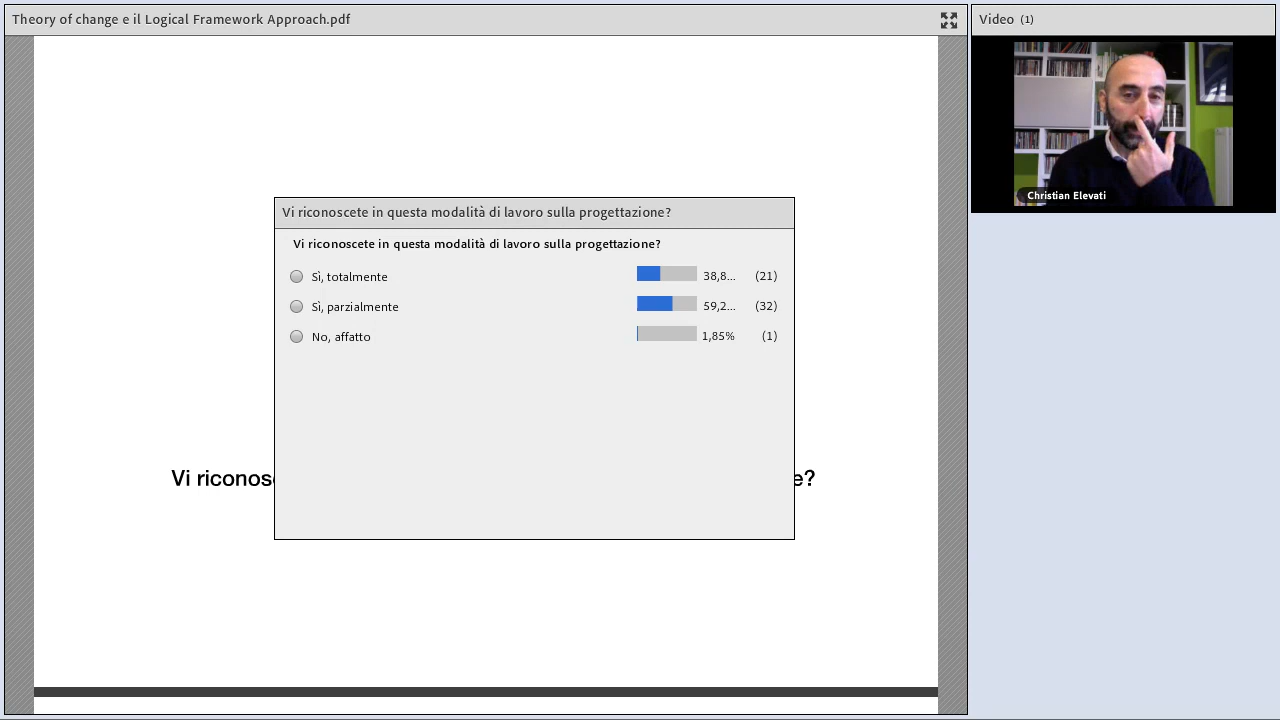 Theory of change e il Logical Framework Approach.pdf
Video (1)
Christian Elevati
Vi riconoscete in questa modalità di lavoro sulla progettazione?
Vi riconoscete in questa modalità di lavoro sulla progettazione?
Sì, totalmente 38,8... (21)
Sì, parzialmente 59,2... (32)
No, affatto 1,85% (1)
Vi riconosc e?